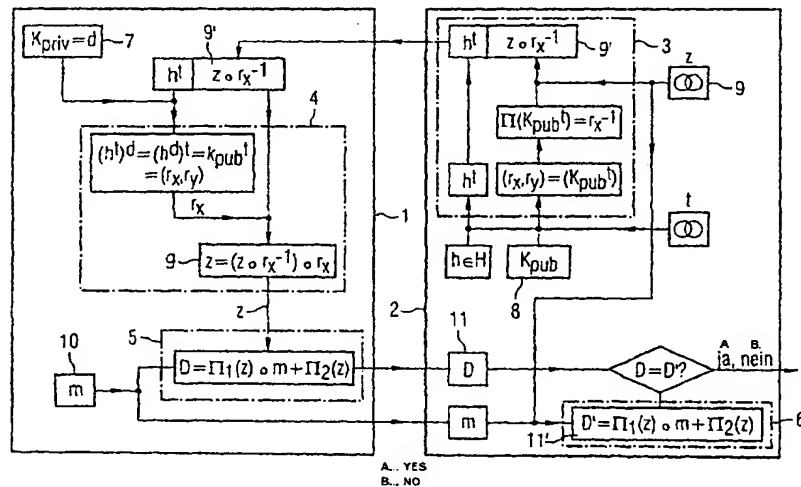 K_priv = d
7
9'
h^t
z ∘ r_x^-1
4
(h^t)^d = (h^d)^t = k_pub^t
= (r_x, r_y)
r_x
1
g
z = (z ∘ r_x^-1) ∘ r_x
z
5
10
m
D = Π_1(z) ∘ m + Π_2(z)
h^t
z ∘ r_x^-1
9'
3
z
9
Π(K_pub^t) = r_x^-1
h^t
(r_x, r_y) = (K_pub^t)
t
h∈H
K_pub
8
2
11
D
D = D'?
A B.
ja, nein
m
D' = Π_1(z) ∘ m + Π_2(z)
11'
6
A... YES
B... NO